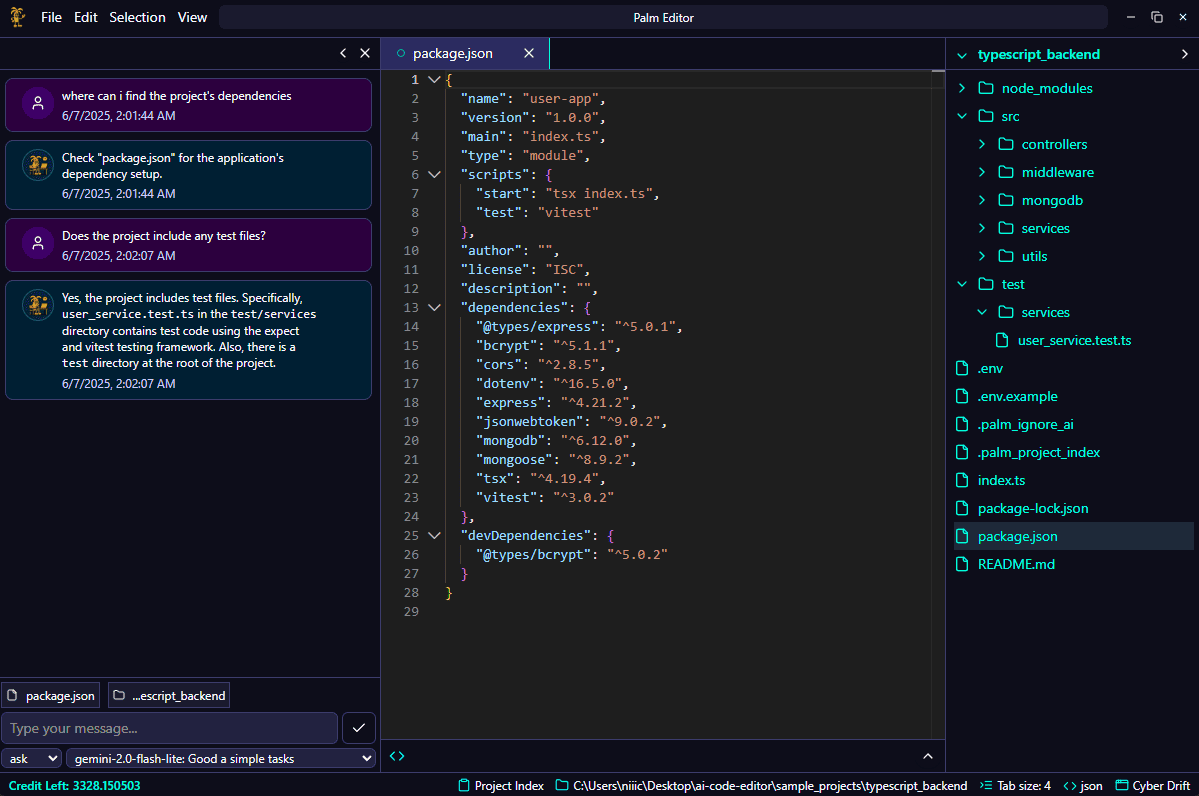 File Edit Selection View
Palm Editor
where can i find the project's dependencies
6/7/2025, 2:01:44 AM
Check "package.json" for the application's
dependency setup.
6/7/2025, 2:01:44 AM
Does the project include any test files?
6/7/2025, 2:02:07 AM
Yes, the project includes test files. Specifically,
user_service.test.ts in the test/services
directory contains test code using the expect
and vitest testing framework. Also, there is a
test directory at the root of the project.
6/7/2025, 2:02:07 AM
package.json
...escript_backend
Type your message...
ask
gemini-2.0-flash-lite: Good a simple tasks
package.json
1 {
2 "name": "user-app",
3 "version": "1.0.0",
4 "main": "index.ts",
5 "type": "module",
6 "scripts": {
7 "start": "tsx index.ts",
8 "test": "vitest"
9 },
10 "author": "",
11 "license": "ISC",
12 "description": "",
13 "dependencies": {
14 "@types/express": "^5.0.1",
15 "bcrypt": "^5.1.1",
16 "cors": "^2.8.5",
17 "dotenv": "^16.5.0",
18 "express": "^4.21.2",
19 "jsonwebtoken": "^9.0.2",
20 "mongodb": "^6.12.0",
21 "mongoose": "^8.9.2",
22 "tsx": "^4.19.4",
23 "vitest": "^3.0.2"
24 },
25 "devDependencies": {
26 "@types/bcrypt": "^5.0.2"
27 }
28 }
29
typescript_backend
node_modules
src
controllers
middleware
mongodb
services
utils
test
services
user_service.test.ts
.env
.env.example
.palm_ignore_ai
.palm_project_index
index.ts
package-lock.json
package.json
README.md
Credit Left: 3328.150503
Project Index
C:\Users\niiic\Desktop\ai-code-editor\sample_projects\typescript_backend
Tab size: 4
json
Cyber Drift